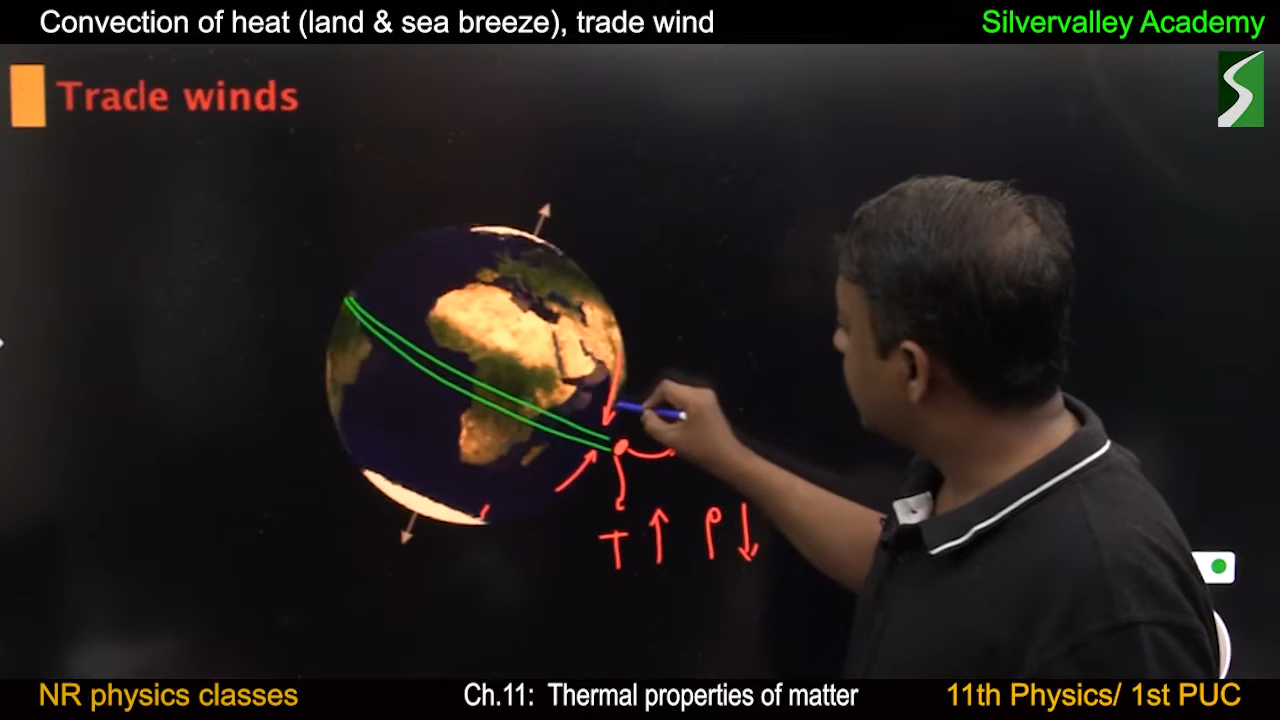 Convection of heat (land & sea breeze), trade wind
Silvervalley Academy
Trade winds
T ↑ ρ ↓
NR physics classes
Ch.11: Thermal properties of matter
11th Physics/ 1st PUC